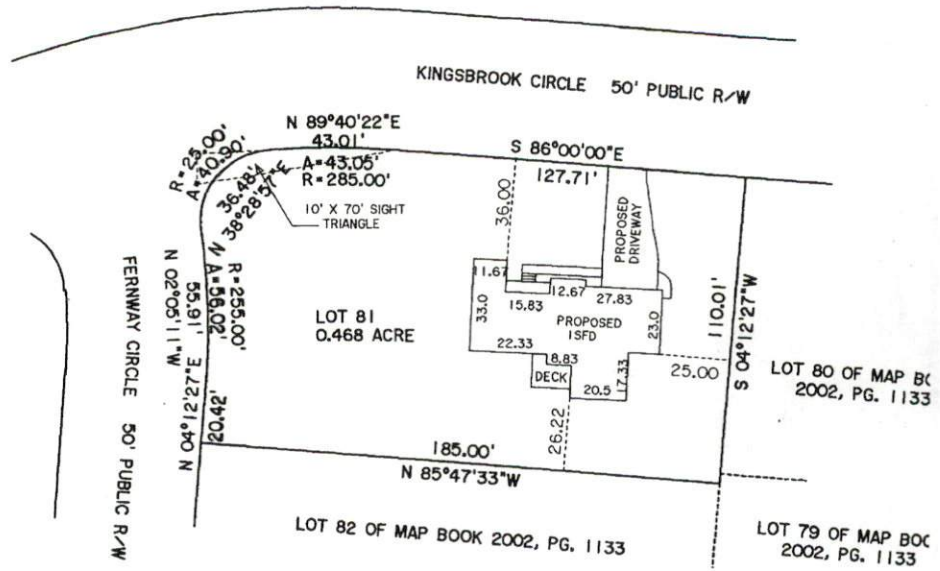 KINGSBROOK CIRCLE 50' PUBLIC R/W
N 89°40'22"E
43.01'
S 86°00'00"E
127.71'
R=25.00'
A=40.90'
36.48'
N 38°28'57"E
A=43.05'
R=285.00'
10' X 70' SIGHT
TRIANGLE
36.00
PROPOSED
DRIVEWAY
FERNWAY CIRCLE 50' PUBLIC R/W
N 02°05'11"W
55.91'
A=56.02'
R=255.00'
N 04°12'27"E
20.42'
LOT 81
0.468 ACRE
11.67
33.0
15.83
12.67
27.83
PROPOSED
1SFD
23.0
22.33
8.83
DECK
20.5
17.33
25.00
26.22
110.01'
S 04°12'27"W
LOT 80 OF MAP BO
2002, PG. 1133
185.00'
N 85°47'33"W
LOT 82 OF MAP BOOK 2002, PG. 1133
LOT 79 OF MAP BOO
2002, PG. 1133